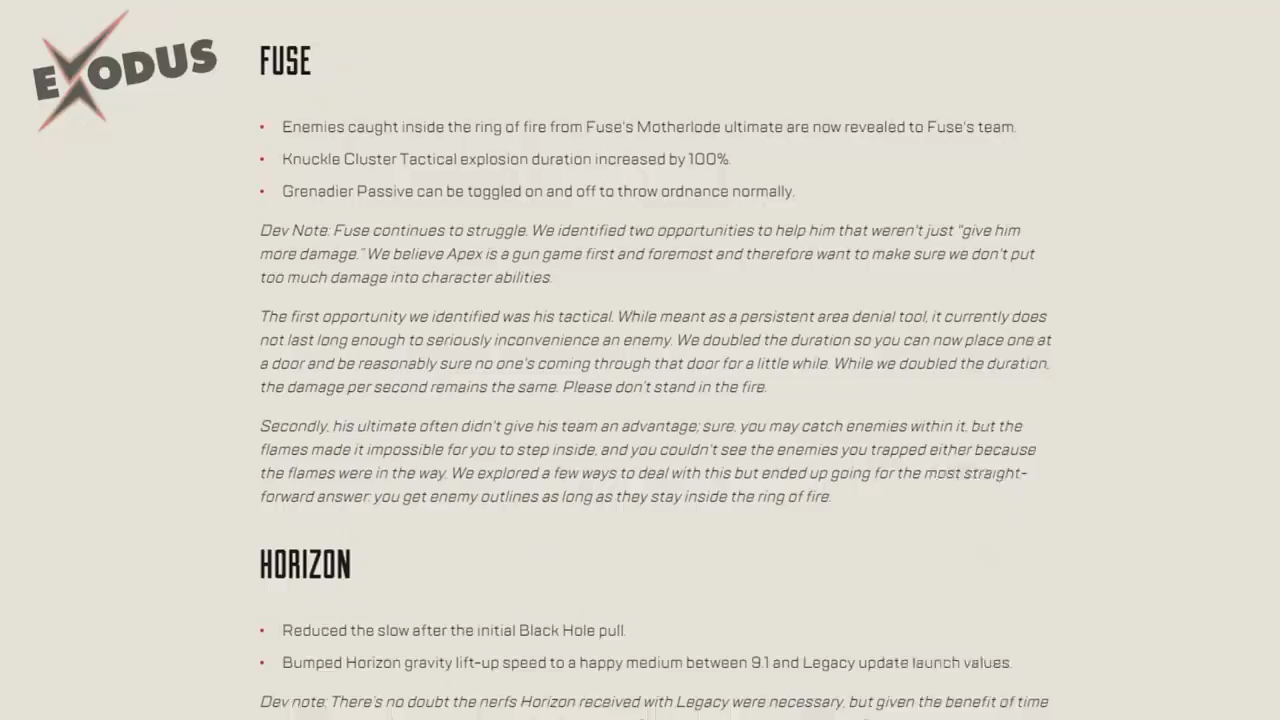 EXODUS
FUSE
• Enemies caught inside the ring of fire from Fuse's Motherlode ultimate are now revealed to Fuse's team.
• Knuckle Cluster Tactical explosion duration increased by 100%.
• Grenadier Passive can be toggled on and off to throw ordnance normally.
Dev Note: Fuse continues to struggle. We identified two opportunities to help him that weren't just "give him
more damage." We believe Apex is a gun game first and foremost and therefore want to make sure we don't put
too much damage into character abilities.
The first opportunity we identified was his tactical. While meant as a persistent area denial tool, it currently does
not last long enough to seriously inconvenience an enemy. We doubled the duration so you can now place one at
a door and be reasonably sure no one's coming through that door for a little while. While we doubled the duration,
the damage per second remains the same. Please don't stand in the fire.
Secondly, his ultimate often didn't give his team an advantage; sure, you may catch enemies within it, but the
flames made it impossible for you to step inside, and you couldn't see the enemies you trapped either because
the flames were in the way. We explored a few ways to deal with this but ended up going for the most straight-
forward answer: you get enemy outlines as long as they stay inside the ring of fire.
HORIZON
• Reduced the slow after the initial Black Hole pull.
• Bumped Horizon gravity lift-up speed to a happy medium between 9.1 and Legacy update launch values.
Dev note: There's no doubt the nerfs Horizon received with Legacy were necessary, but given the benefit of time